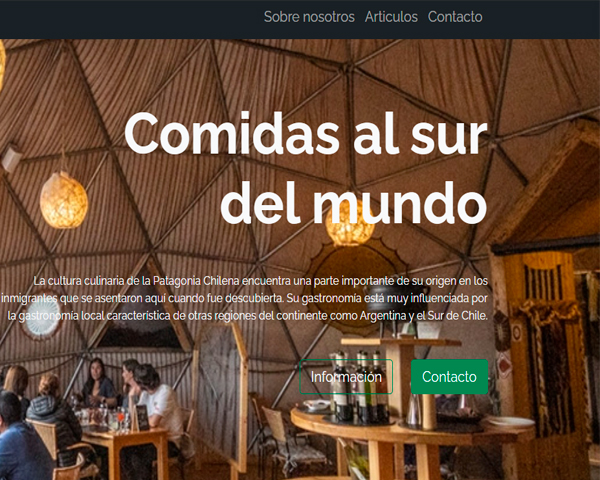 Sobre nosotros Articulos Contacto
Comidas al sur
del mundo
La cultura culinaria de la Patagonia Chilena encuentra una parte importante de su origen en los
inmigrantes que se asentaron aquí cuando fue descubierta. Su gastronomía está muy influenciada por
la gastronomía local característica de otras regiones del continente como Argentina y el Sur de Chile.
Información Contacto